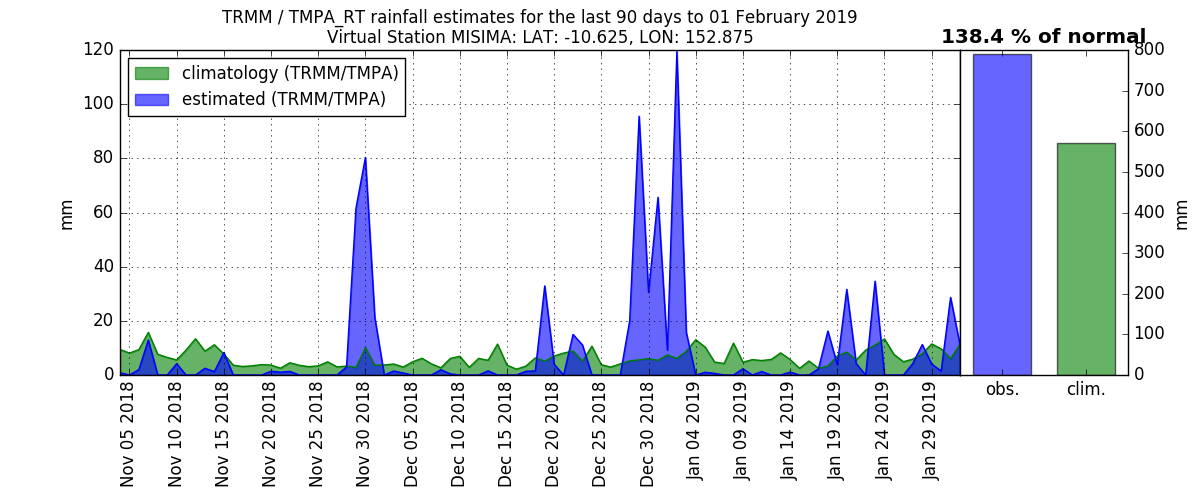 TRMM / TMPA_RT rainfall estimates for the last 90 days to 01 February 2019
Virtual Station MISIMA: LAT: -10.625, LON: 152.875
138.4 % of normal
climatology (TRMM/TMPA)
estimated (TRMM/TMPA)
120
100
80
60
40
20
0
mm
800
700
600
500
400
300
200
100
0
mm
Nov 05 2018
Nov 10 2018
Nov 15 2018
Nov 20 2018
Nov 25 2018
Nov 30 2018
Dec 05 2018
Dec 10 2018
Dec 15 2018
Dec 20 2018
Dec 25 2018
Dec 30 2018
Jan 04 2019
Jan 09 2019
Jan 14 2019
Jan 19 2019
Jan 24 2019
Jan 29 2019
obs.
clim.